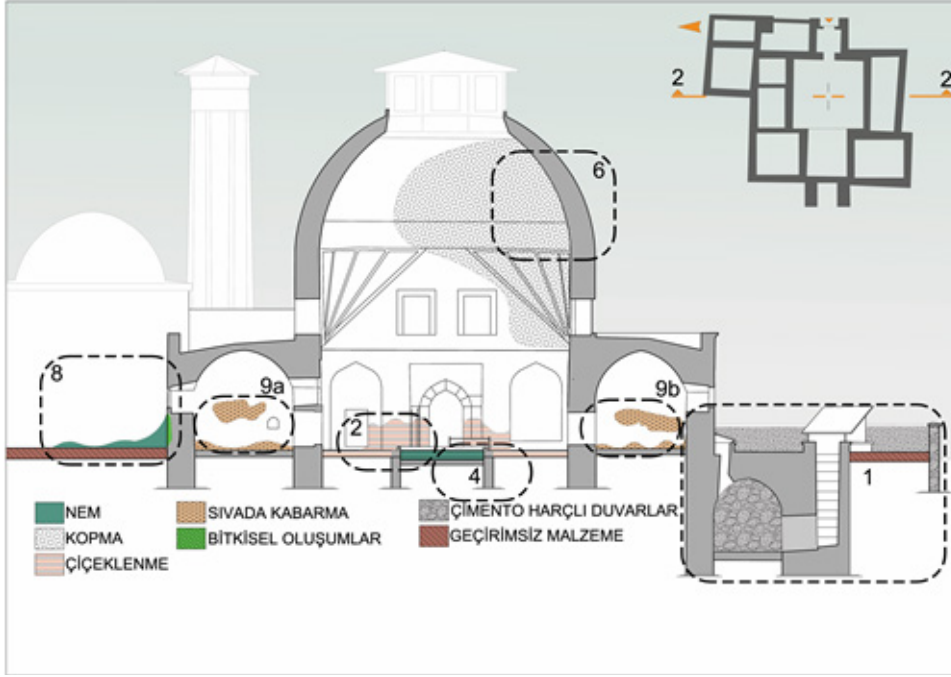 2 2
6
8
9a
9b
2
4
1
NEM
KOPMA
ÇİÇEKLENME
SIVADA KABARMA
BİTKİSEL OLUŞUMLAR
ÇİMENTO HARÇLI DUVARLAR
GEÇİRİMSİZ MALZEME